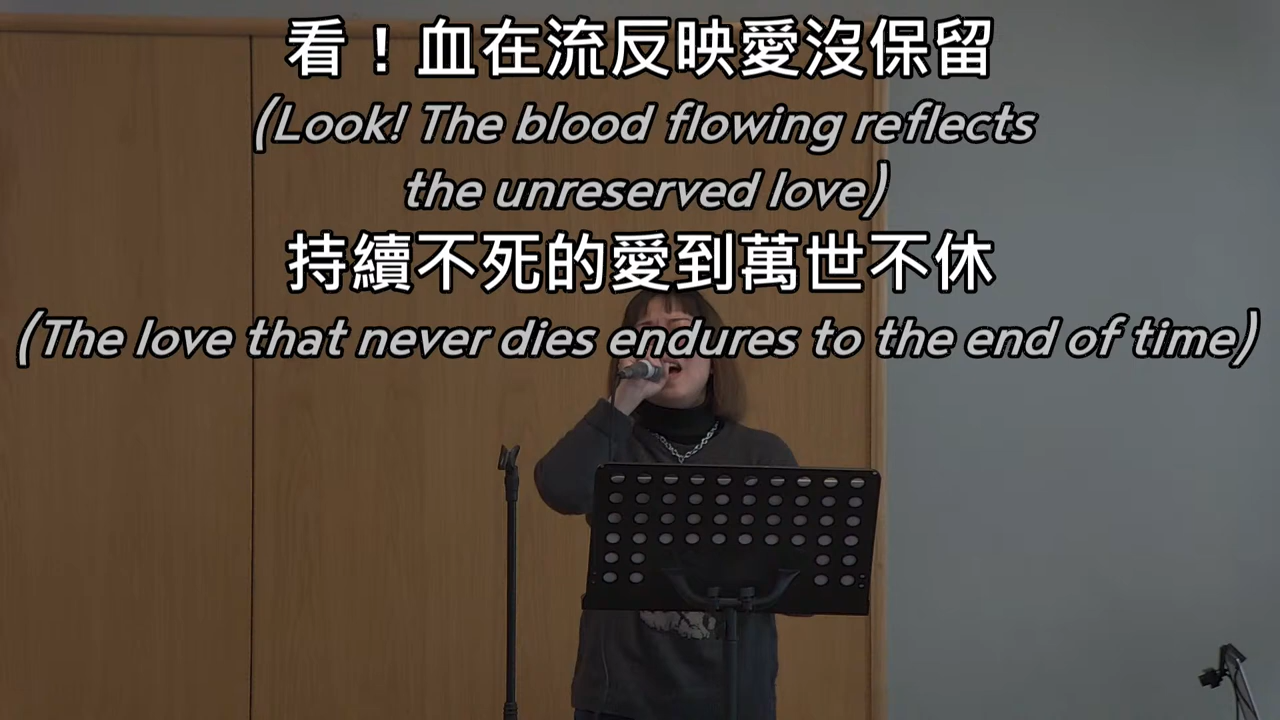 看！血在流反映愛沒保留
(Look! The blood flowing reflects
the unreserved love)
持續不死的愛到萬世不休
(The love that never dies endures to the end of time)